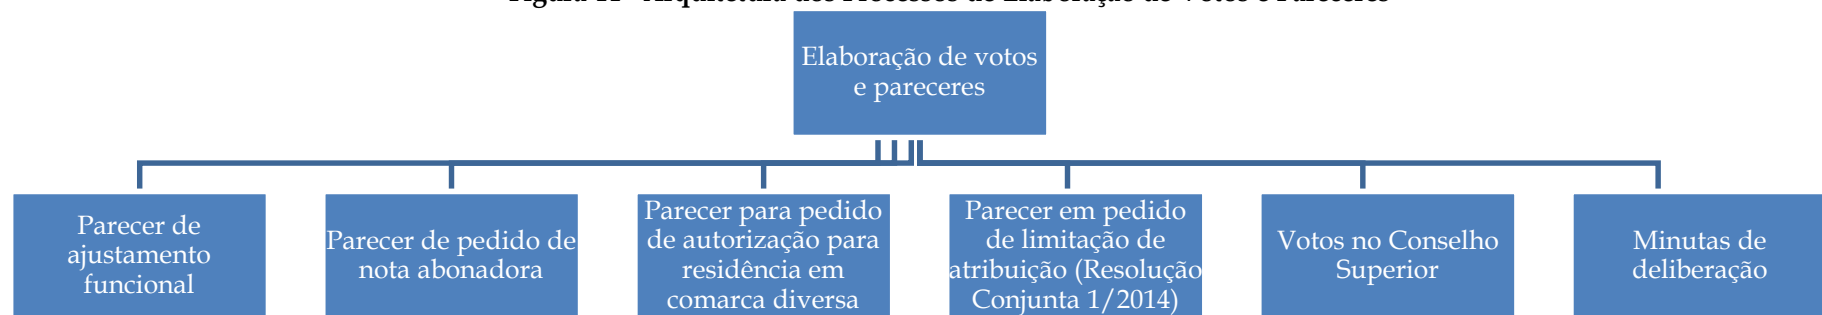 Elaboração de votos
e pareceres
Parecer de
ajustamento
funcional
Parecer de pedido de
nota abonadora
Parecer para pedido
de autorização para
residência em
comarca diversa
Parecer em pedido
de limitação de
atribuição (Resolução
Conjunta 1/2014)
Votos no Conselho
Superior
Minutas de
deliberação